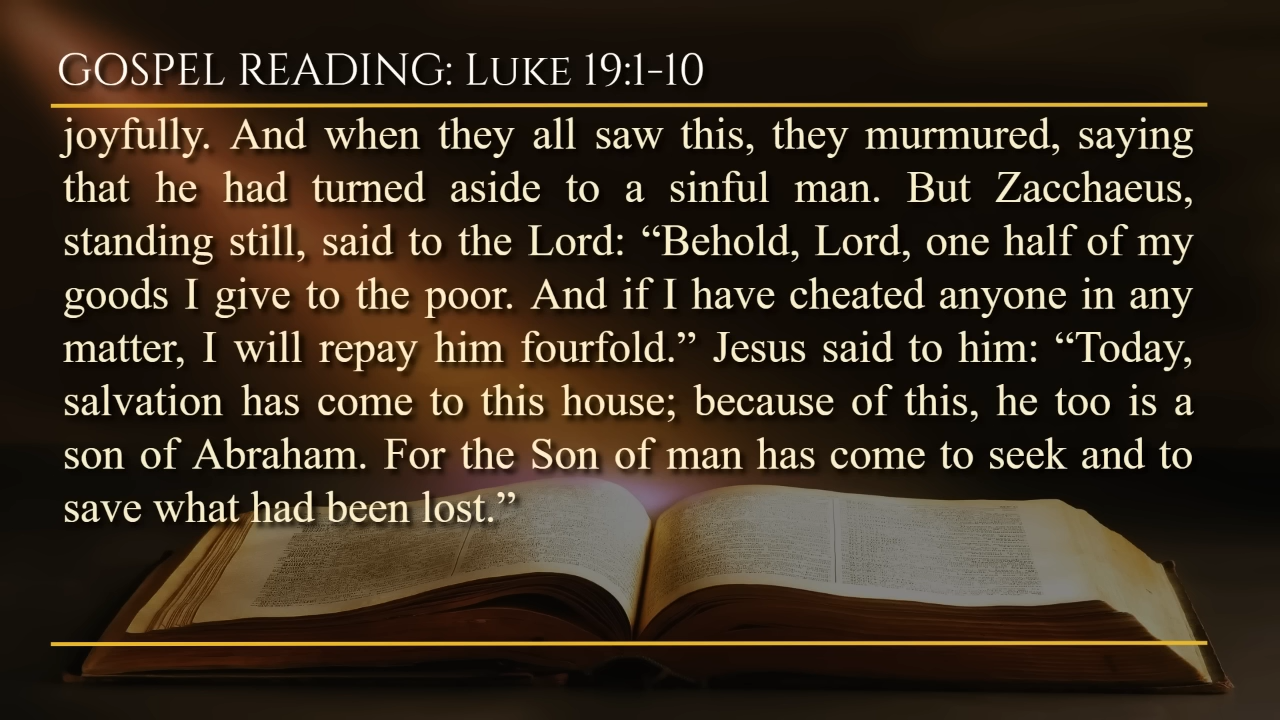 GOSPEL READING: LUKE 19:1-10
joyfully. And when they all saw this, they murmured, saying
that he had turned aside to a sinful man. But Zacchaeus,
standing still, said to the Lord: “Behold, Lord, one half of my
goods I give to the poor. And if I have cheated anyone in any
matter, I will repay him fourfold.” Jesus said to him: “Today,
salvation has come to this house; because of this, he too is a
son of Abraham. For the Son of man has come to seek and to
save what had been lost.”